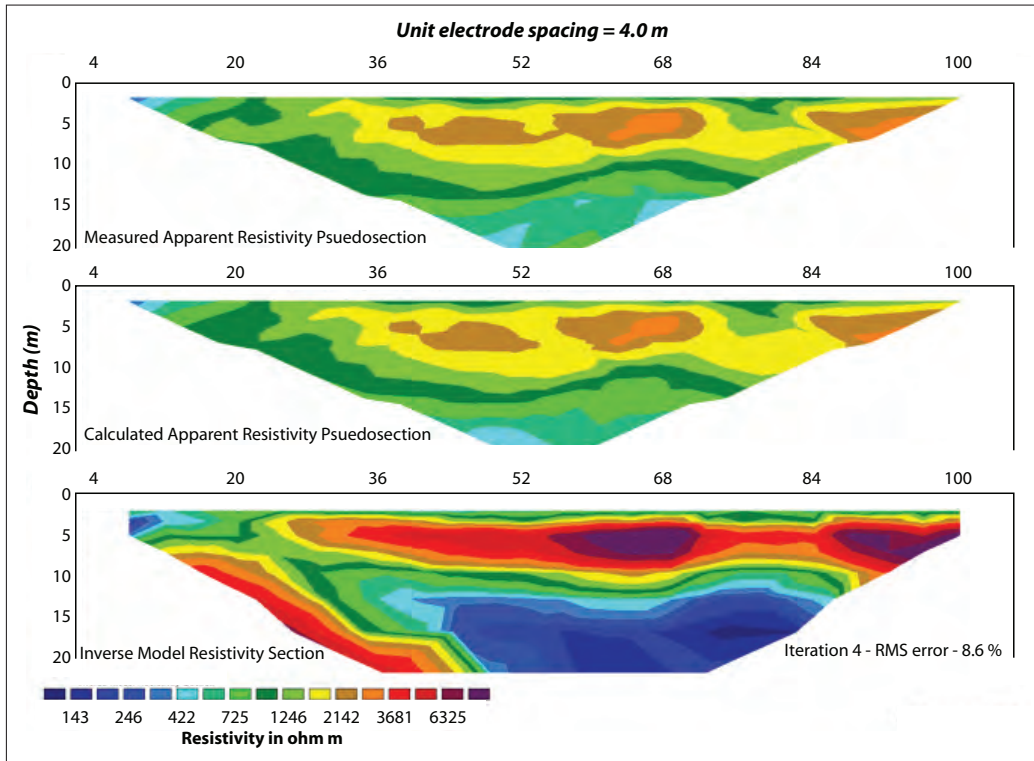 Unit electrode spacing = 4.0 m
4 20 36 52 68 84 100
0
5
10
15
20
Measured Apparent Resistivity Psuedosection
4 20 36 52 68 84 100
0
5
10
15
20
Calculated Apparent Resistivity Psuedosection
Depth (m)
4 20 36 52 68 84 100
0
5
10
15
20
Inverse Model Resistivity Section
Iteration 4 - RMS error - 8.6 %
143 246 422 725 1246 2142 3681 6325
Resistivity in ohm m